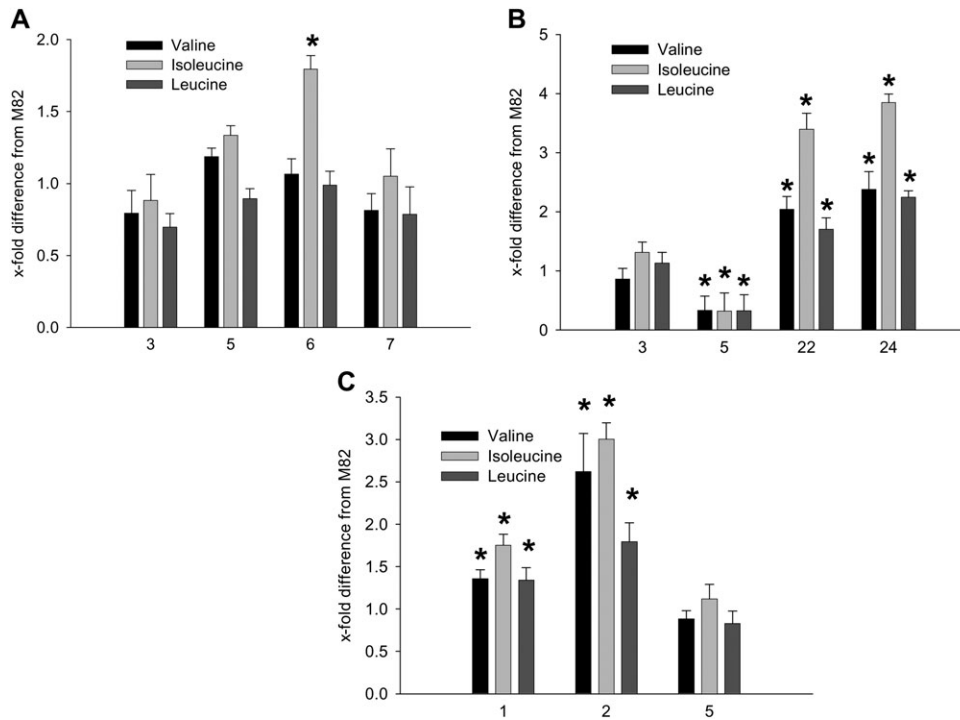 A
x-fold difference from M82
2.0
1.5
1.0
0.5
0.0
Valine
Isoleucine
Leucine
*
3 5 6 7
B
x-fold difference from M82
5
4
3
2
1
0
Valine
Isoleucine
Leucine
* * * * * * * * *
3 5 22 24
C
x-fold difference from M82
3.5
3.0
2.5
2.0
1.5
1.0
0.5
0.0
Valine
Isoleucine
Leucine
* * * * * *
1 2 5